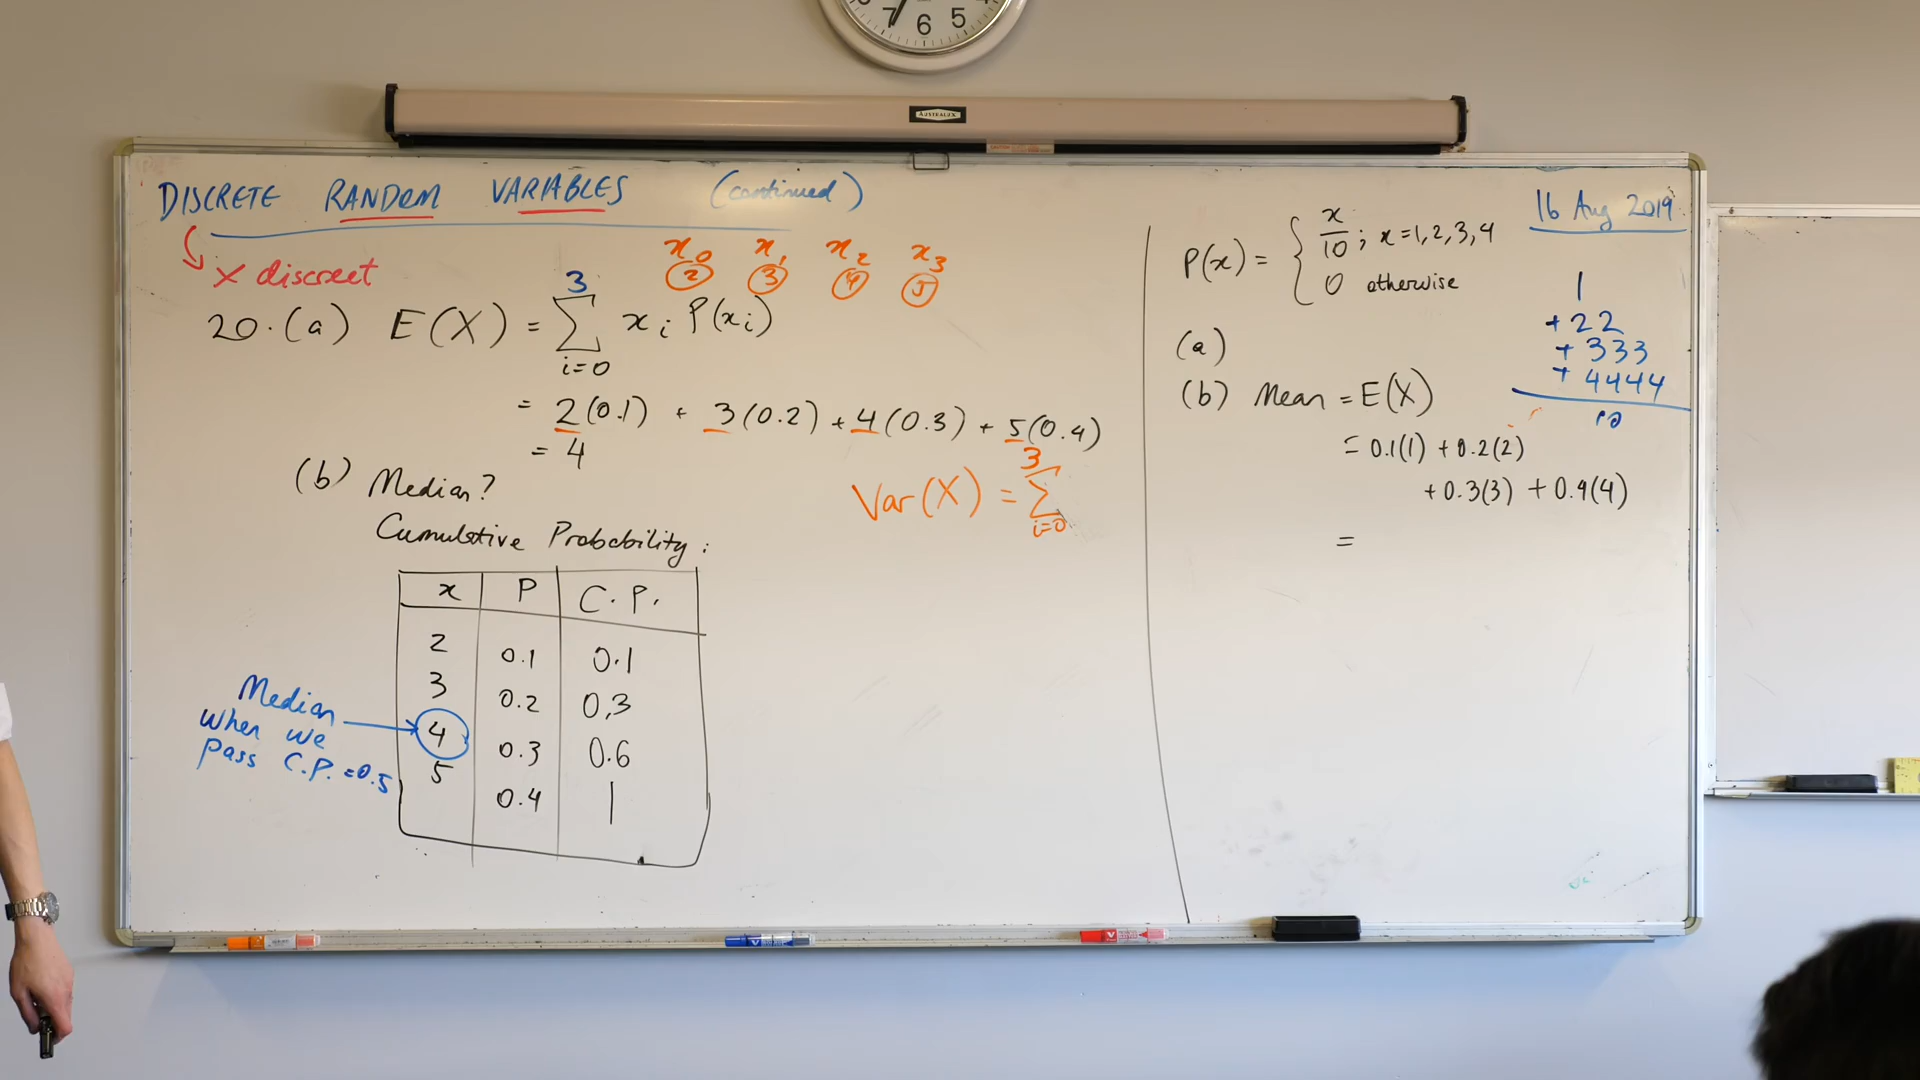 7 6 5
AUSTRALUX
DISCRETE RANDOM VARIABLES (continued)
x discreet
x₀ x₁ x₂ x₃
2 3 4 5
3
20.(a) E(X) = Σ xᵢ P(xᵢ)
i=0
= 2(0.1) + 3(0.2) + 4(0.3) + 5(0.4)
= 4
(b) Median?
Cumulative Probability:
x P C.P.
2 0.1 0.1
3 0.2 0,3
4 0.3 0.6
5 0.4 1
Median
when we
pass C.P.=0.5
3
Var(X) = Σ
i=0
16 Aug 2019
P(x) = { x/10 ; x=1,2,3,4
0 otherwise
1
+22
+333
+4444
10
(a)
(b) Mean = E(X)
= 0.1(1) + 0.2(2)
+ 0.3(3) + 0.4(4)
=